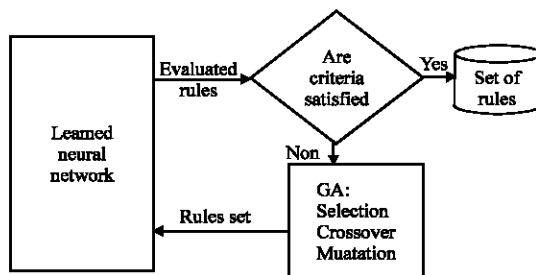 Learned
neural
network
Evaluated
rules
Are
criteria
satisfied
Yes
Set of
rules
Non
GA:
Selection
Crossover
Muatation
Rules set